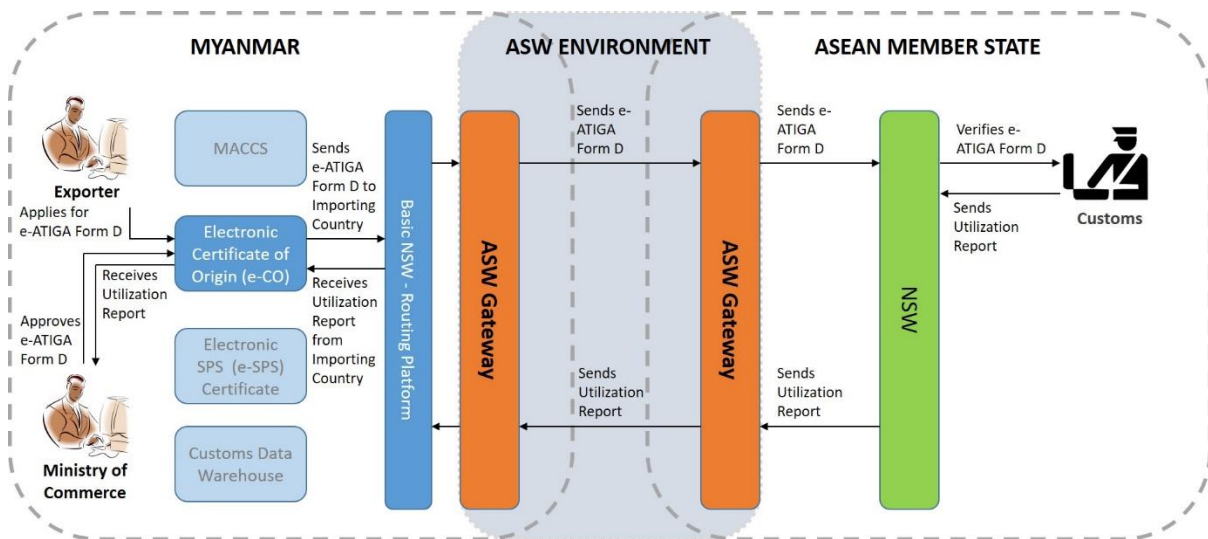 MYANMAR
ASW ENVIRONMENT
ASEAN MEMBER STATE
Exporter
Applies for
e-ATIGA Form D
Receives
Utilization
Report
Approves
e-ATIGA
Form D
Ministry of
Commerce
MACCS
Electronic
Certificate of
Origin (e-CO)
Electronic
SPS (e-SPS)
Certificate
Customs Data
Warehouse
Sends
e-ATIGA
Form D to
Importing
Country
Receives
Utilization
Report
from
Importing
Country
Basic NSW - Routing Platform
ASW Gateway
Sends e-
ATIGA
Form D
Sends
Utilization
Report
ASW Gateway
Sends e-
ATIGA
Form D
Sends
Utilization
Report
NSW
Verifies e-
ATIGA Form D
Sends
Utilization
Report
Customs